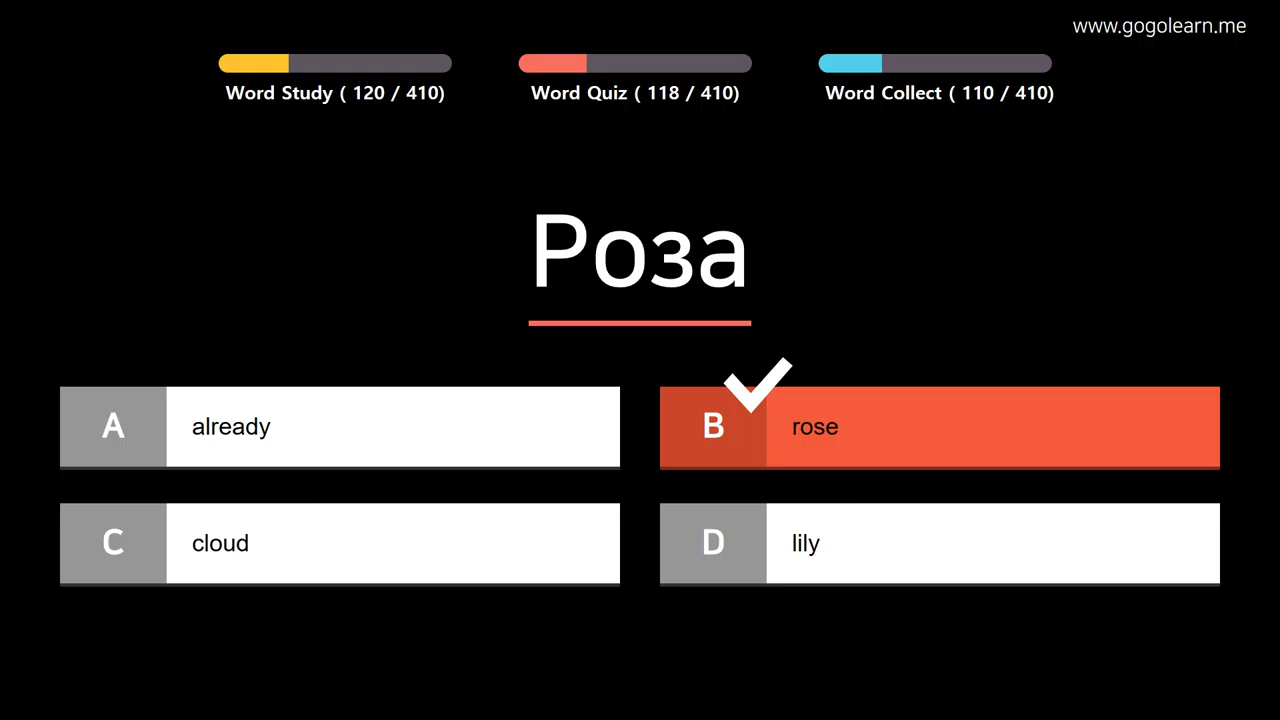 www.gogolearn.me
Word Study ( 120 / 410)
Word Quiz ( 118 / 410)
Word Collect ( 110 / 410)
Роза
A already
B rose
C cloud
D lily